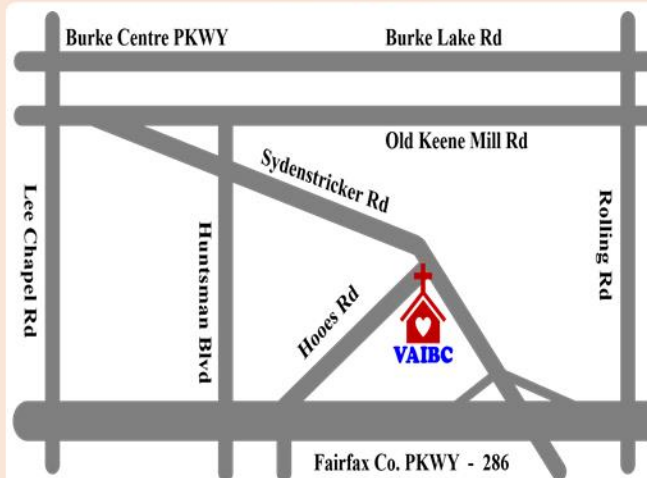 Burke Centre PKWY
Burke Lake Rd
Old Keene Mill Rd
Sydenstricker Rd
Lee Chapel Rd
Huntsman Blvd
Rolling Rd
Hooes Rd
VAIBC
Fairfax Co. PKWY - 286